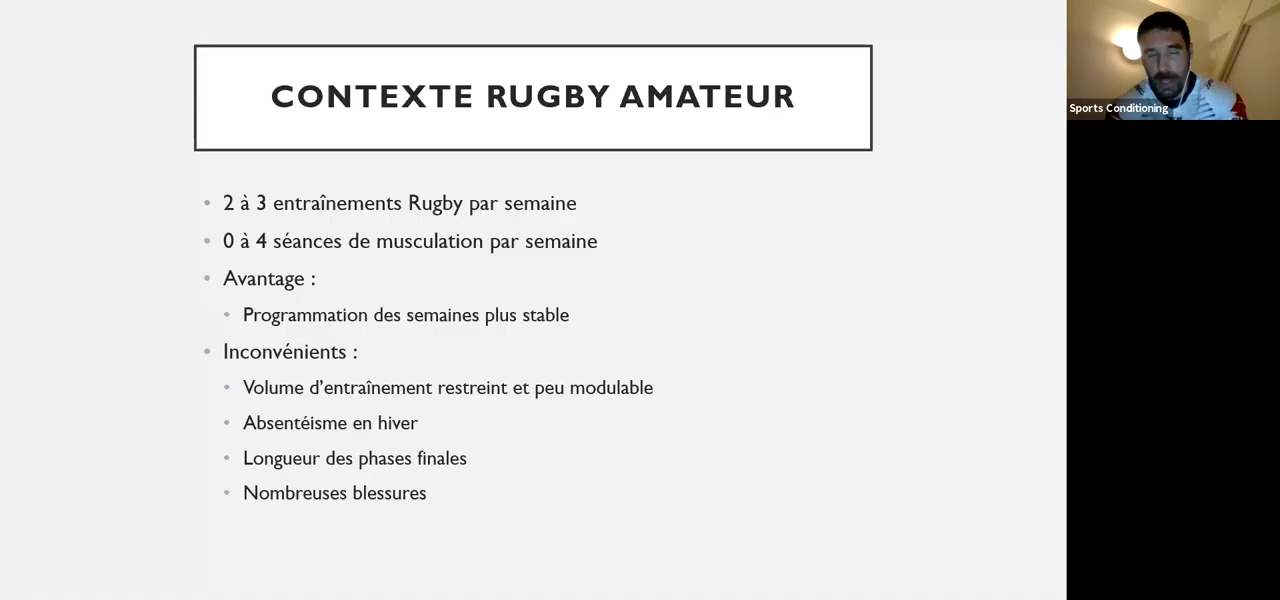 CONTEXTE RUGBY AMATEUR
• 2 à 3 entraînements Rugby par semaine
• 0 à 4 séances de musculation par semaine
• Avantage :
• Programmation des semaines plus stable
• Inconvénients :
• Volume d’entraînement restreint et peu modulable
• Absentéisme en hiver
• Longueur des phases finales
• Nombreuses blessures
Sports Conditioning